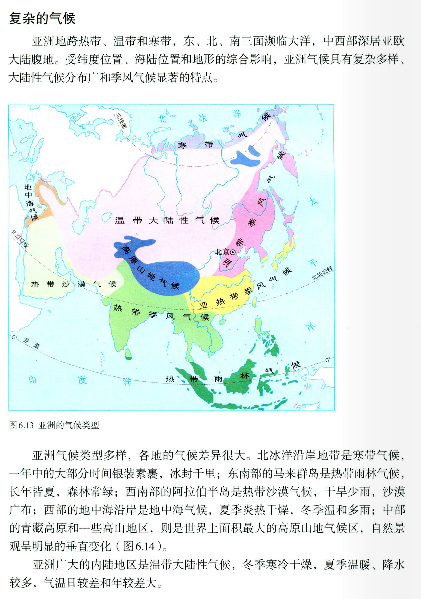 复杂的气候
亚洲地跨热带、温带和寒带，东、北、南三面濒临大洋，中西部深居亚欧
大陆腹地。受纬度位置、海陆位置和地形的综合影响，亚洲气候具有复杂多样、
大陆性气候分布广和季风气候显著的特点。
寒带气候
地中海气候
温带大陆性气候
温带季风气候
北京
高原山地气候
热带沙漠气候
亚热带季风气候
热带季风气候
北回归线
赤道
印度洋
热带雨林气候
图6.13 亚洲的气候类型
亚洲气候类型多样，各地的气候差异很大。北冰洋沿岸地带是寒带气候，
一年中的大部分时间银装素裹，冰封千里；东南部的马来群岛是热带雨林气候，
长年皆夏，森林常绿；西南部的阿拉伯半岛是热带沙漠气候，干旱少雨，沙漠
广布；西部的地中海沿岸是地中海气候，夏季炎热干燥，冬季温和多雨；中部
的青藏高原和一些高山地区，则是世界上面积最大的高原山地气候区，自然景
观呈明显的垂直变化（图6.14）。
亚洲广大的内陆地区是温带大陆性气候，冬季寒冷干燥，夏季温暖、降水
较多，气温日较差和年较差大。